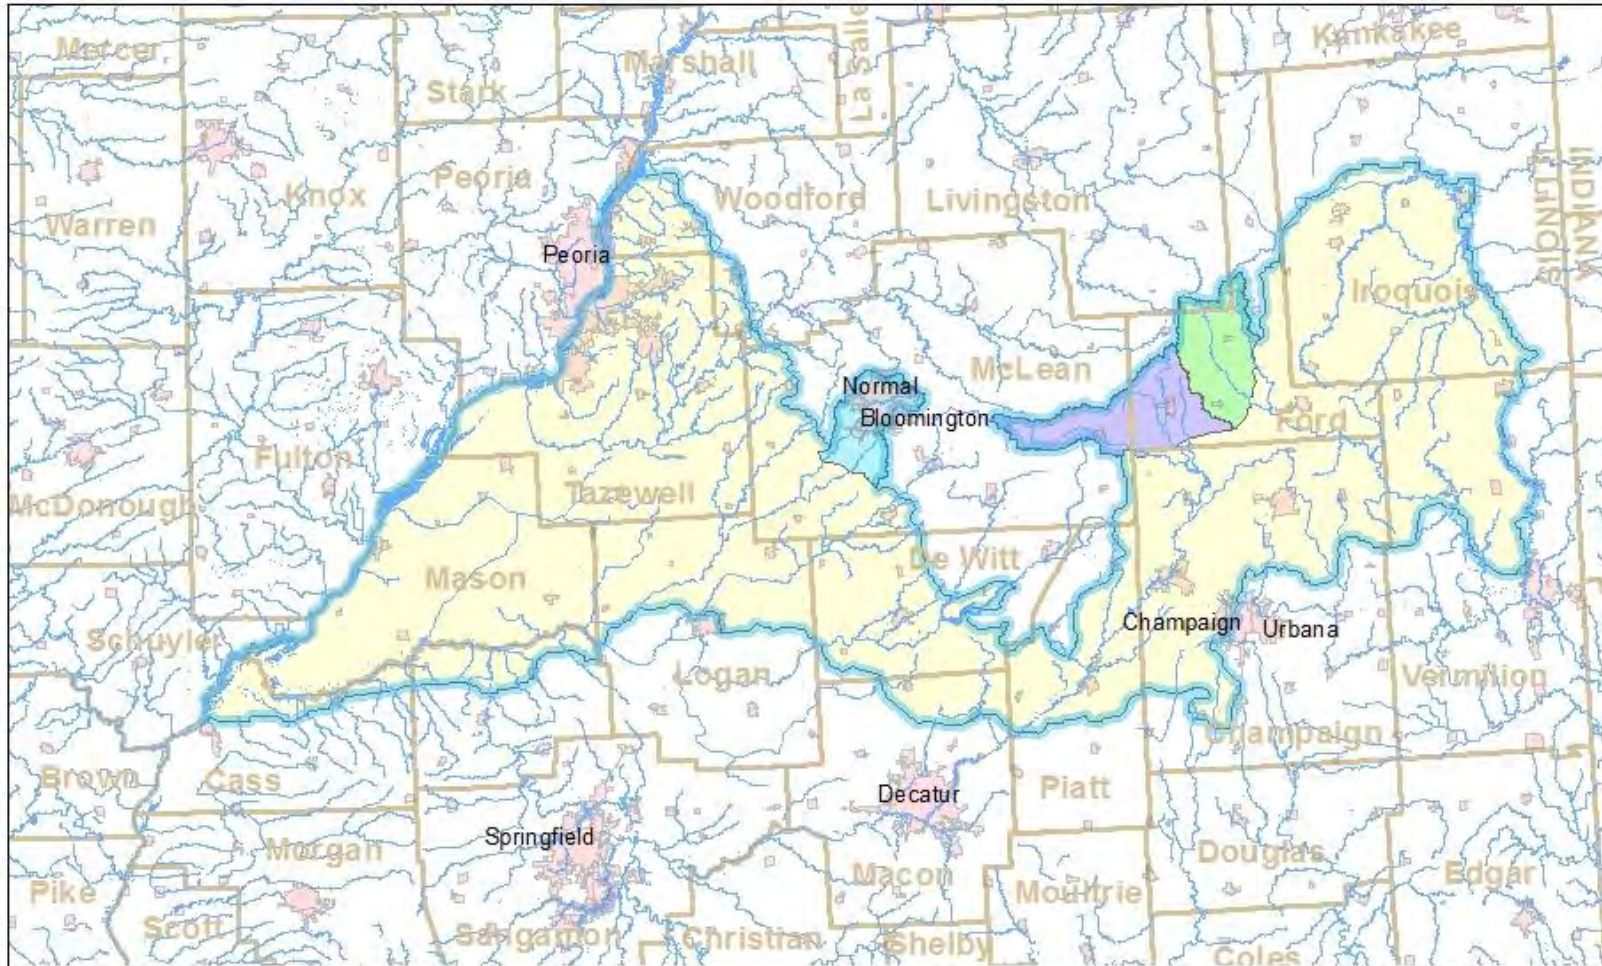 Mercer
Kankakee
Marshall
La Salle
Stark
Knox
Peoria
Woodford
Livingston
Warren
INDIANA
ILLINOIS
Peoria
Iroquois
McLean
Normal
Bloomington
Ford
Fulton
Tazewell
McDonough
De Witt
Mason
Champaign
Urbana
Schuyler
Logan
Vermilion
Champaign
Brown
Cass
Decatur
Piatt
Springfield
Morgan
Douglas
Macon
Edgar
Pike
Moultrie
Scott
Sangamon
Christian
Shelby
Coles